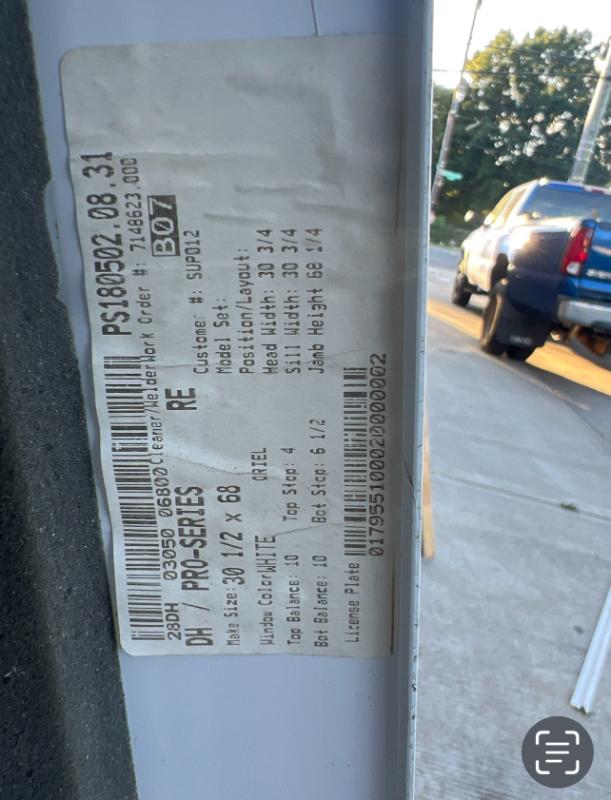 PS180502.08.31
28DH 03050 06800 Cleaner/Welder Work Order #: 7148623.000
DH / PRO-SERIES RE B07
Make Size: 30 1/2 x 68 Customer #: SUP012
Model Set:
Window Color WHITE ORIEL Position/Layout:
Head Width: 30 3/4
Top Balance: 10 Top Stop: 4 Sill Width: 30 3/4
Bot Balance: 10 Bot Stop: 6 1/2 Jamb Height 68 1/4
License Plate
01795510002000000062